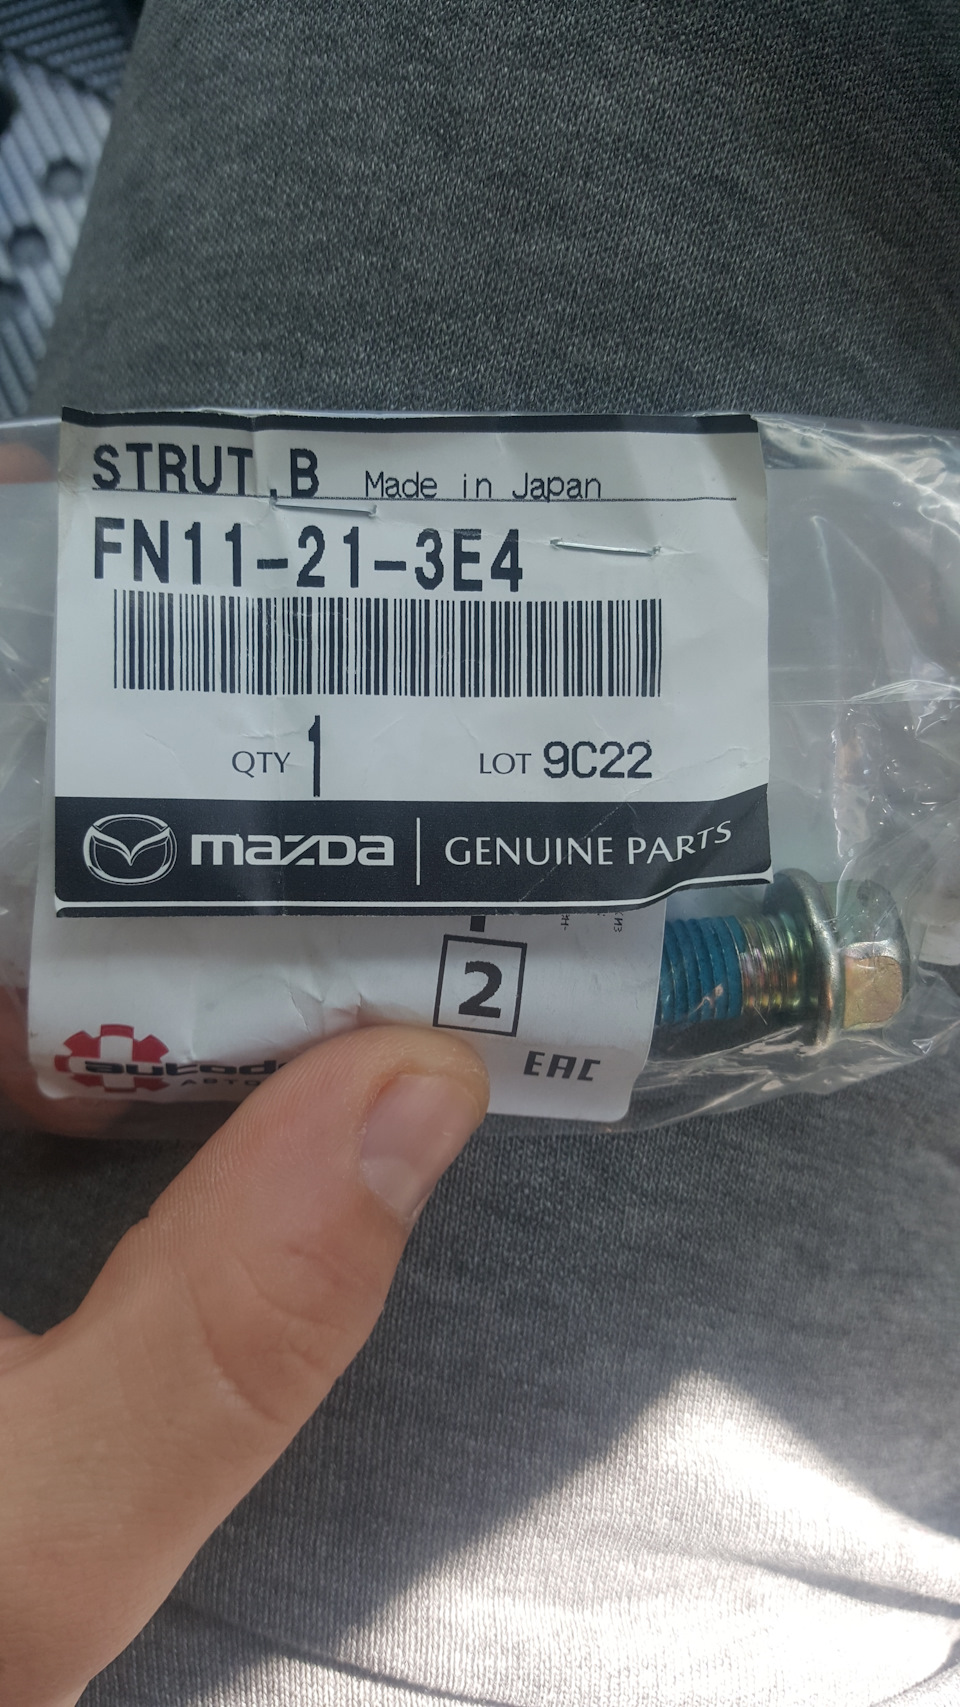 STRUT,B Made in Japan
FN11-21-3E4
QTY 1 LOT 9C22
mazda GENUINE PARTS
2
EAC